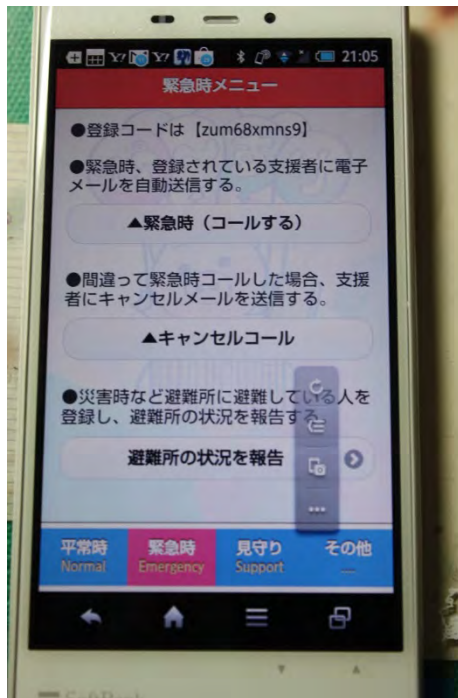 21:05
緊急時メニュー
●登録コードは【zum68xmns9】
●緊急時、登録されている支援者に電子
メールを自動送信する。
▲緊急時（コールする）
●間違って緊急時コールした場合、支援
者にキャンセルメールを送信する。
▲キャンセルコール
●災害時など避難所に避難している人を
登録し、避難所の状況を報告する。
避難所の状況を報告
平常時 緊急時 見守り その他
Normal Emergency Support